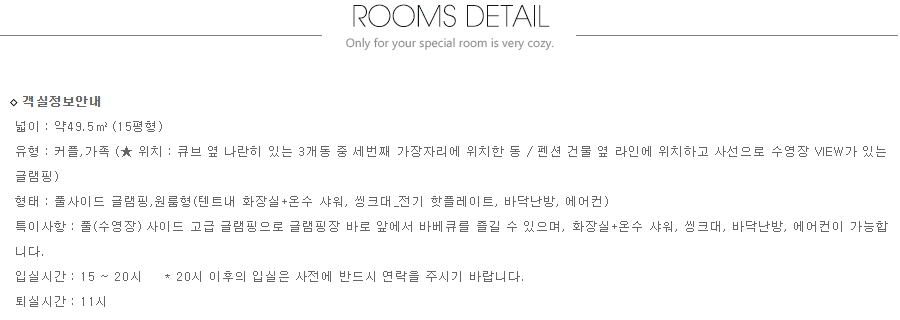 ROOMS DETAIL
Only for your special room is very cozy.
◇ 객실정보안내
넓이 : 약49.5㎡ (15평형)
유형 : 커플,가족 (★ 위치 : 큐브 옆 나란히 있는 3개동 중 세번째 가장자리에 위치한 동 / 펜션 건물 옆 라인에 위치하고 사선으로 수영장 VIEW가 있는
글램핑)
형태 : 풀사이드 글램핑,원룸형(텐트내 화장실+온수 샤워, 씽크대_전기 핫플레이트, 바닥난방, 에어컨)
특이사항 : 풀(수영장) 사이드 고급 글램핑으로 글램핑장 바로 앞에서 바베큐를 즐길 수 있으며, 화장실+온수 샤워, 씽크대, 바닥난방, 에어컨이 가능합
니다.
입실시간 : 15 ~ 20시 * 20시 이후의 입실은 사전에 반드시 연락을 주시기 바랍니다.
퇴실시간 : 11시